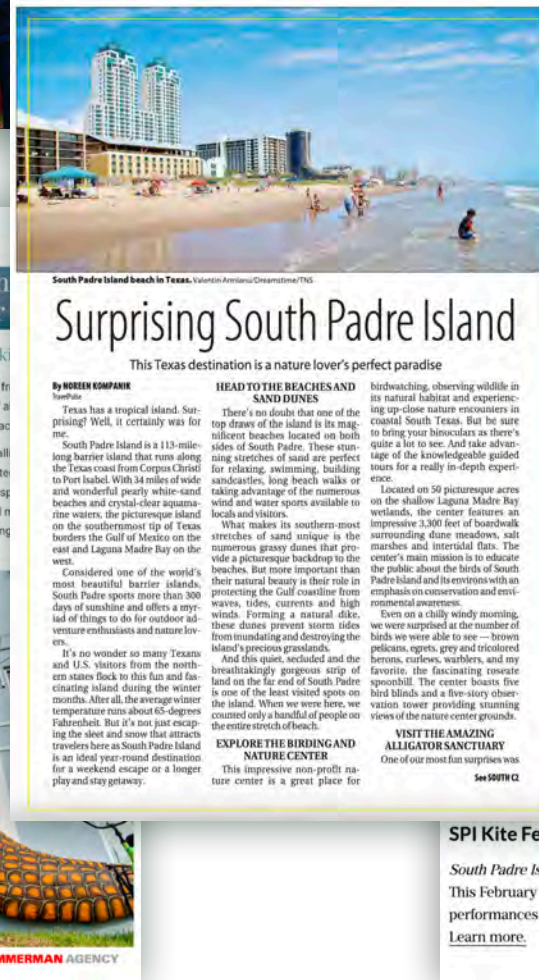 South Padre Island beach in Texas. Valentin Armianu/Dreamstime/TNS
Surprising South Padre Island
This Texas destination is a nature lover's perfect paradise
By NOREEN KOMPANIK
TravelPulse
Texas has a tropical island. Sur-
prising? Well, it certainly was for
me.
South Padre Island is a 113-mile-
long barrier island that runs along
the Texas coast from Corpus Christi
to Port Isabel. With 34 miles of wide
and wonderful pearly white-sand
beaches and crystal-clear aquama-
rine waters, the picturesque island
on the southernmost tip of Texas
borders the Gulf of Mexico on the
east and Laguna Madre Bay on the
west.
Considered one of the world's
most beautiful barrier islands,
South Padre sports more than 300
days of sunshine and offers a myr-
iad of things to do for outdoor ad-
venture enthusiasts and nature lov-
ers.
It's no wonder so many Texans
and U.S. visitors from the north-
ern states flock to this fun and fas-
cinating island during the winter
months. After all, the average winter
temperature runs about 65-degrees
Fahrenheit. But it's not just escap-
ing the sleet and snow that attracts
travelers here as South Padre Island
is an ideal year-round destination
for a weekend escape or a longer
play and stay getaway.
HEAD TO THE BEACHES AND
SAND DUNES
There's no doubt that one of the
top draws of the island is its mag-
nificent beaches located on both
sides of South Padre. These stun-
ning stretches of sand are perfect
for relaxing, swimming, building
sandcastles, long beach walks or
taking advantage of the numerous
wind and water sports available to
locals and visitors.
What makes its southern-most
stretches of sand unique is the
numerous grassy dunes that pro-
vide a picturesque backdrop to the
beaches. But more important than
their natural beauty is their role in
protecting the Gulf coastline from
waves, tides, currents and high
winds. Forming a natural dike,
these dunes prevent storm tides
from inundating and destroying the
island's precious grasslands.
And this quiet, secluded and the
breathtakingly gorgeous strip of
land on the far end of South Padre
is one of the least visited spots on
the island. When we were here, we
counted only a handful of people on
the entire stretch of beach.
EXPLORE THE BIRDING AND
NATURE CENTER
This impressive non-profit na-
ture center is a great place for
birdwatching, observing wildlife in
its natural habitat and experienc-
ing up-close nature encounters in
coastal South Texas. But be sure
to bring your binoculars as there's
quite a lot to see. And take advan-
tage of the knowledgeable guided
tours for a really in-depth experi-
ence.
Located on 50 picturesque acres
on the shallow Laguna Madre Bay
wetlands, the center features an
impressive 3,300 feet of boardwalk
surrounding dune meadows, salt
marshes and intertidal flats. The
center's main mission is to educate
the public about the birds of South
Padre Island and its environs with an
emphasis on conservation and envi-
ronmental awareness.
Even on a chilly windy morning,
we were surprised at the number of
birds we were able to see — brown
pelicans, egrets, grey and tricolored
herons, curlews, warblers, and my
favorite, the fascinating roseate
spoonbill. The center boasts five
bird blinds and a five-story obser-
vation tower providing stunning
views of the nature center grounds.
VISIT THE AMAZING
ALLIGATOR SANCTUARY
One of our most fun surprises was
See SOUTH C2
SPI Kite Fe
South Padre Is
This February
performances
Learn more.
MMERMAN AGENCY